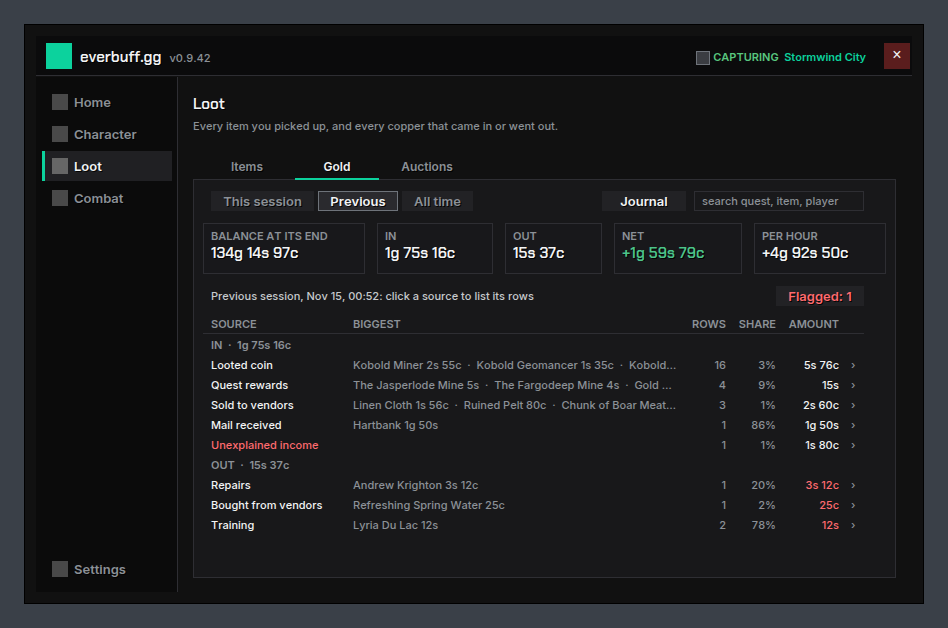 everbuff.gg v0.9.42 CAPTURING Stormwind City ×
Home
Character
Loot
Combat
Settings
Loot
Every item you picked up, and every copper that came in or went out.
Items Gold Auctions
This session Previous All time Journal search quest, item, player
BALANCE AT ITS END IN OUT NET PER HOUR
134g 14s 97c 1g 75s 16c 15s 37c +1g 59s 79c +4g 92s 50c
Previous session, Nov 15, 00:52: click a source to list its rows Flagged: 1
SOURCE BIGGEST ROWS SHARE AMOUNT
IN · 1g 75s 16c
Looted coin Kobold Miner 2s 55c · Kobold Geomancer 1s 35c · Kobold... 16 3% 5s 76c ›
Quest rewards The Jasperlode Mine 5s · The Fargodeep Mine 4s · Gold ... 4 9% 15s ›
Sold to vendors Linen Cloth 1s 56c · Ruined Pelt 80c · Chunk of Boar Meat... 3 1% 2s 60c ›
Mail received Hartbank 1g 50s 1 86% 1g 50s ›
Unexplained income 1 1% 1s 80c ›
OUT · 15s 37c
Repairs Andrew Krighton 3s 12c 1 20% 3s 12c ›
Bought from vendors Refreshing Spring Water 25c 1 2% 25c ›
Training Lyria Du Lac 12s 2 78% 12s ›